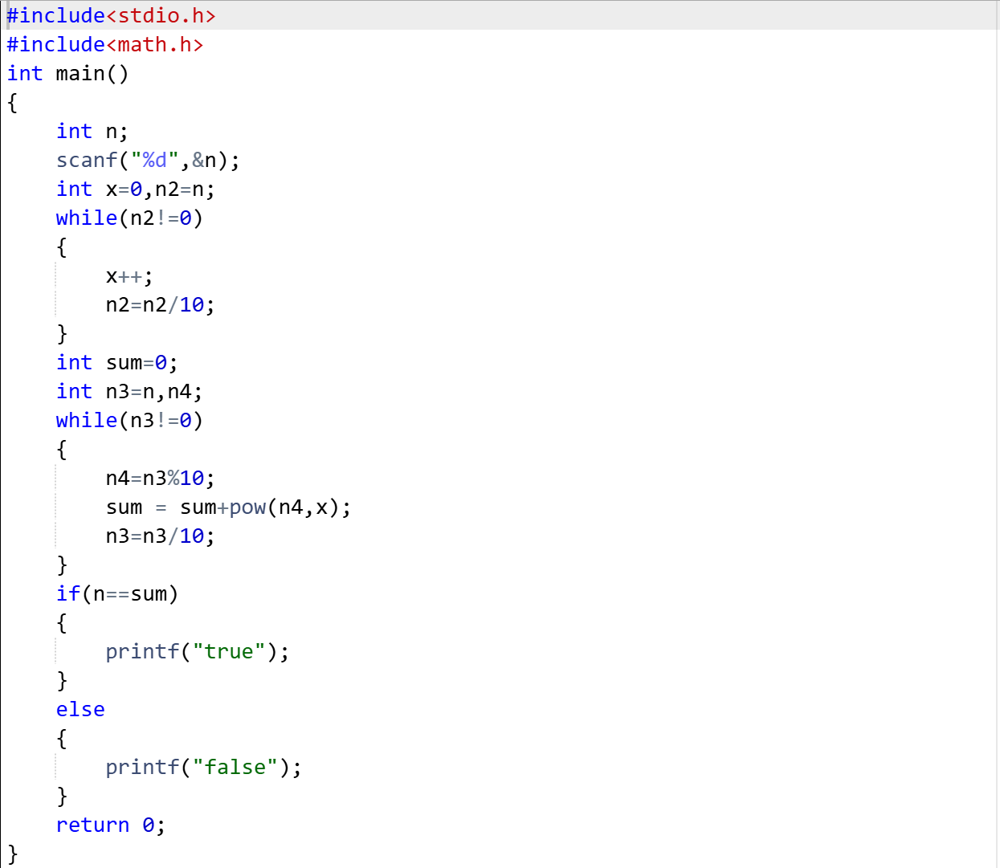 #include<stdio.h>
#include<math.h>
int main()
{
    int n;
    scanf("%d",&n);
    int x=0,n2=n;
    while(n2!=0)
    {
        x++;
        n2=n2/10;
    }
    int sum=0;
    int n3=n,n4;
    while(n3!=0)
    {
        n4=n3%10;
        sum = sum+pow(n4,x);
        n3=n3/10;
    }
    if(n==sum)
    {
        printf("true");
    }
    else
    {
        printf("false");
    }
    return 0;
}